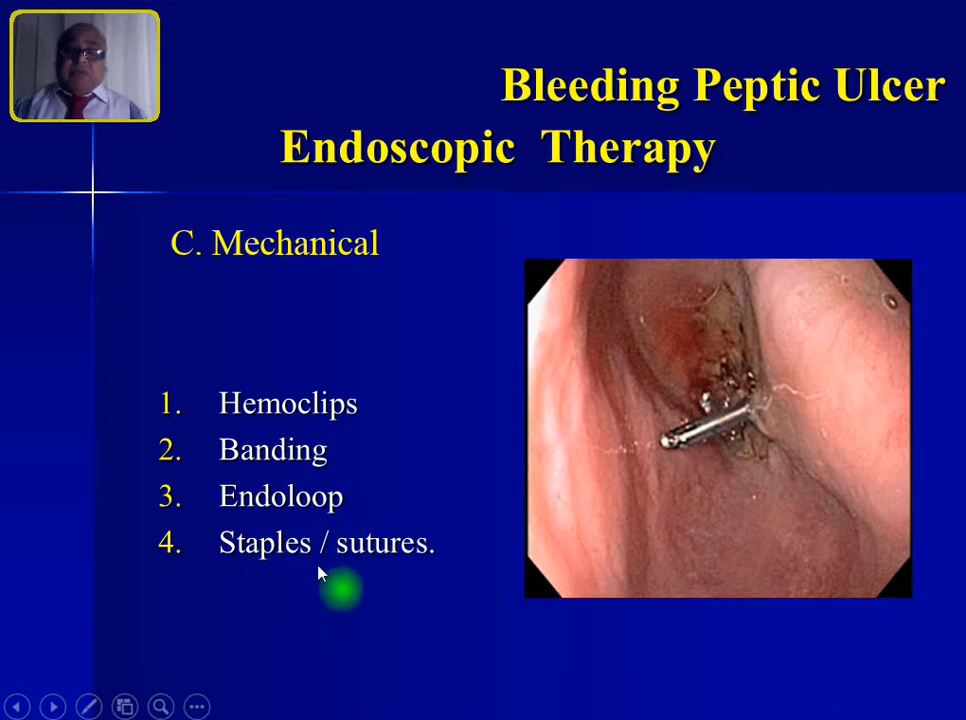 Bleeding Peptic Ulcer
Endoscopic Therapy
C. Mechanical
1. Hemoclips
2. Banding
3. Endoloop
4. Staples / sutures.